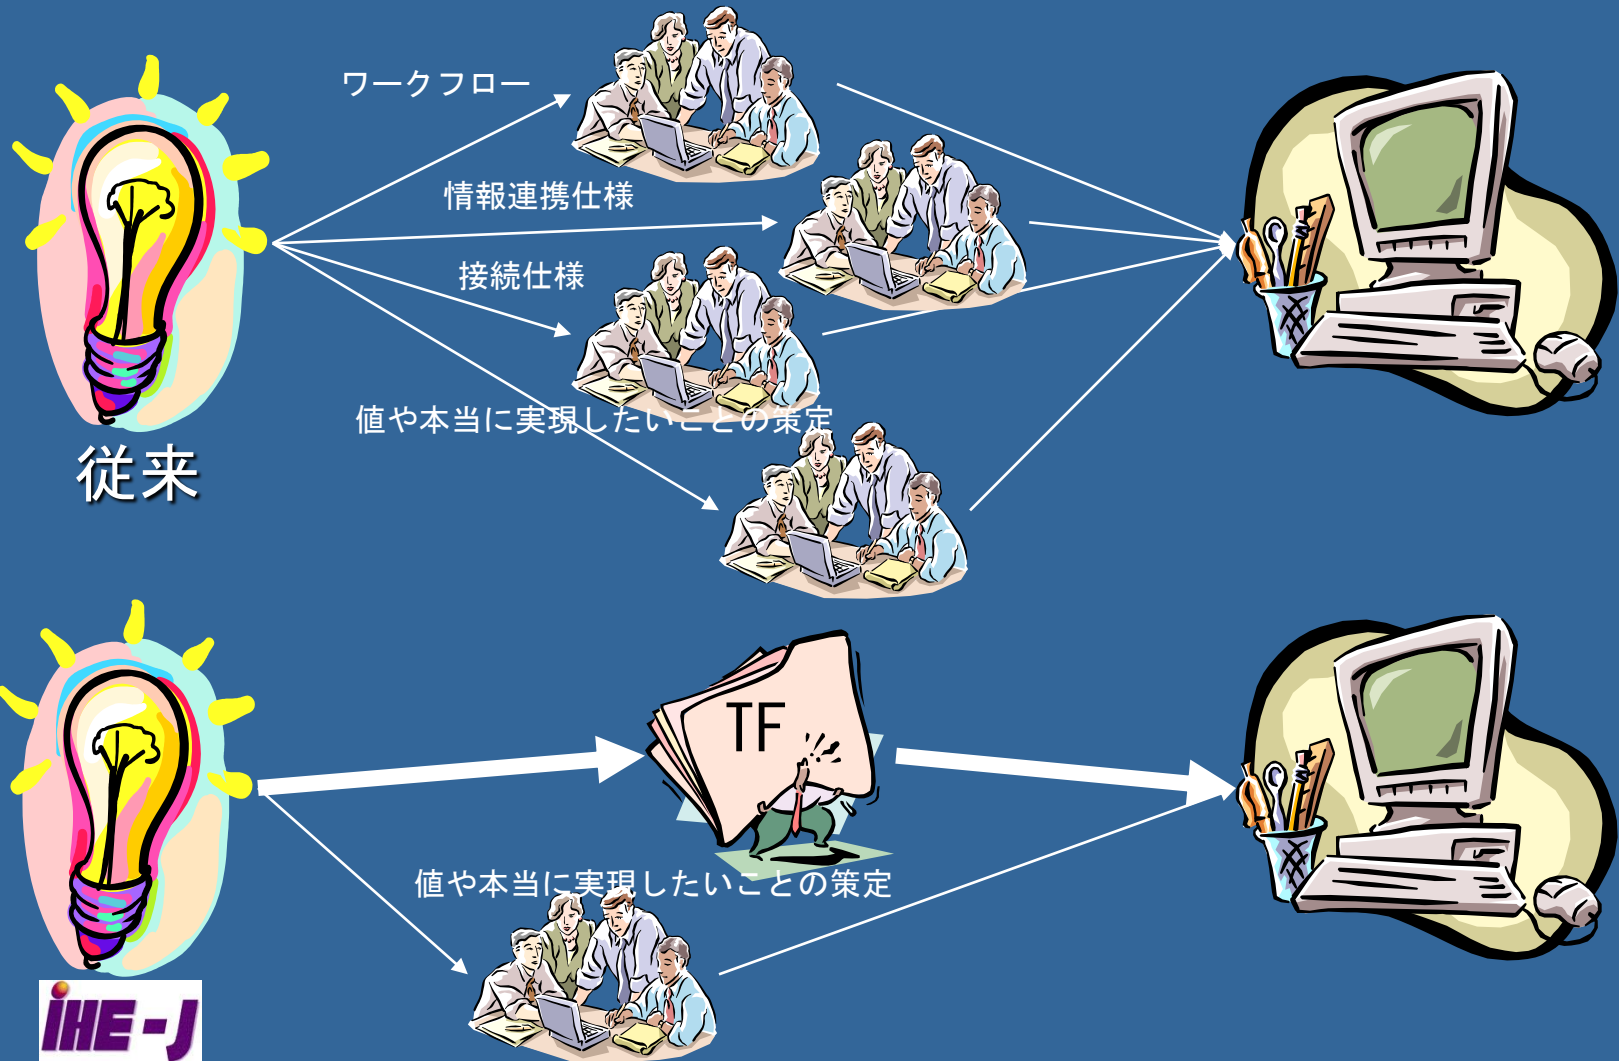 ワークフロー
情報連携仕様
接続仕様
値や本当に実現したいことの策定
従来
TF
値や本当に実現したいことの策定
iHE-J